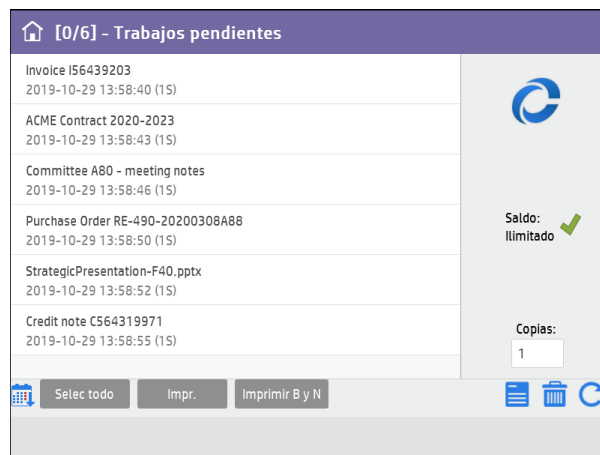 [0/6] - Trabajos pendientes
Invoice I56439203
2019-10-29 13:58:40 (1S)
ACME Contract 2020-2023
2019-10-29 13:58:43 (1S)
Committee A80 - meeting notes
2019-10-29 13:58:46 (1S)
Purchase Order RE-490-20200308A88
2019-10-29 13:58:50 (1S)
StrategicPresentation-F40.pptx
2019-10-29 13:58:52 (1S)
Credit note C564319971
2019-10-29 13:58:55 (1S)
Saldo:
Ilimitado
Copias:
1
Selec todo Impr. Imprimir B y N